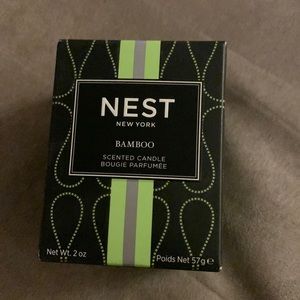 NEST
NEW YORK
BAMBOO
SCENTED CANDLE
BOUGIE PARFUMÉE
Net Wt. 2 oz
Poids Net 57g ℮